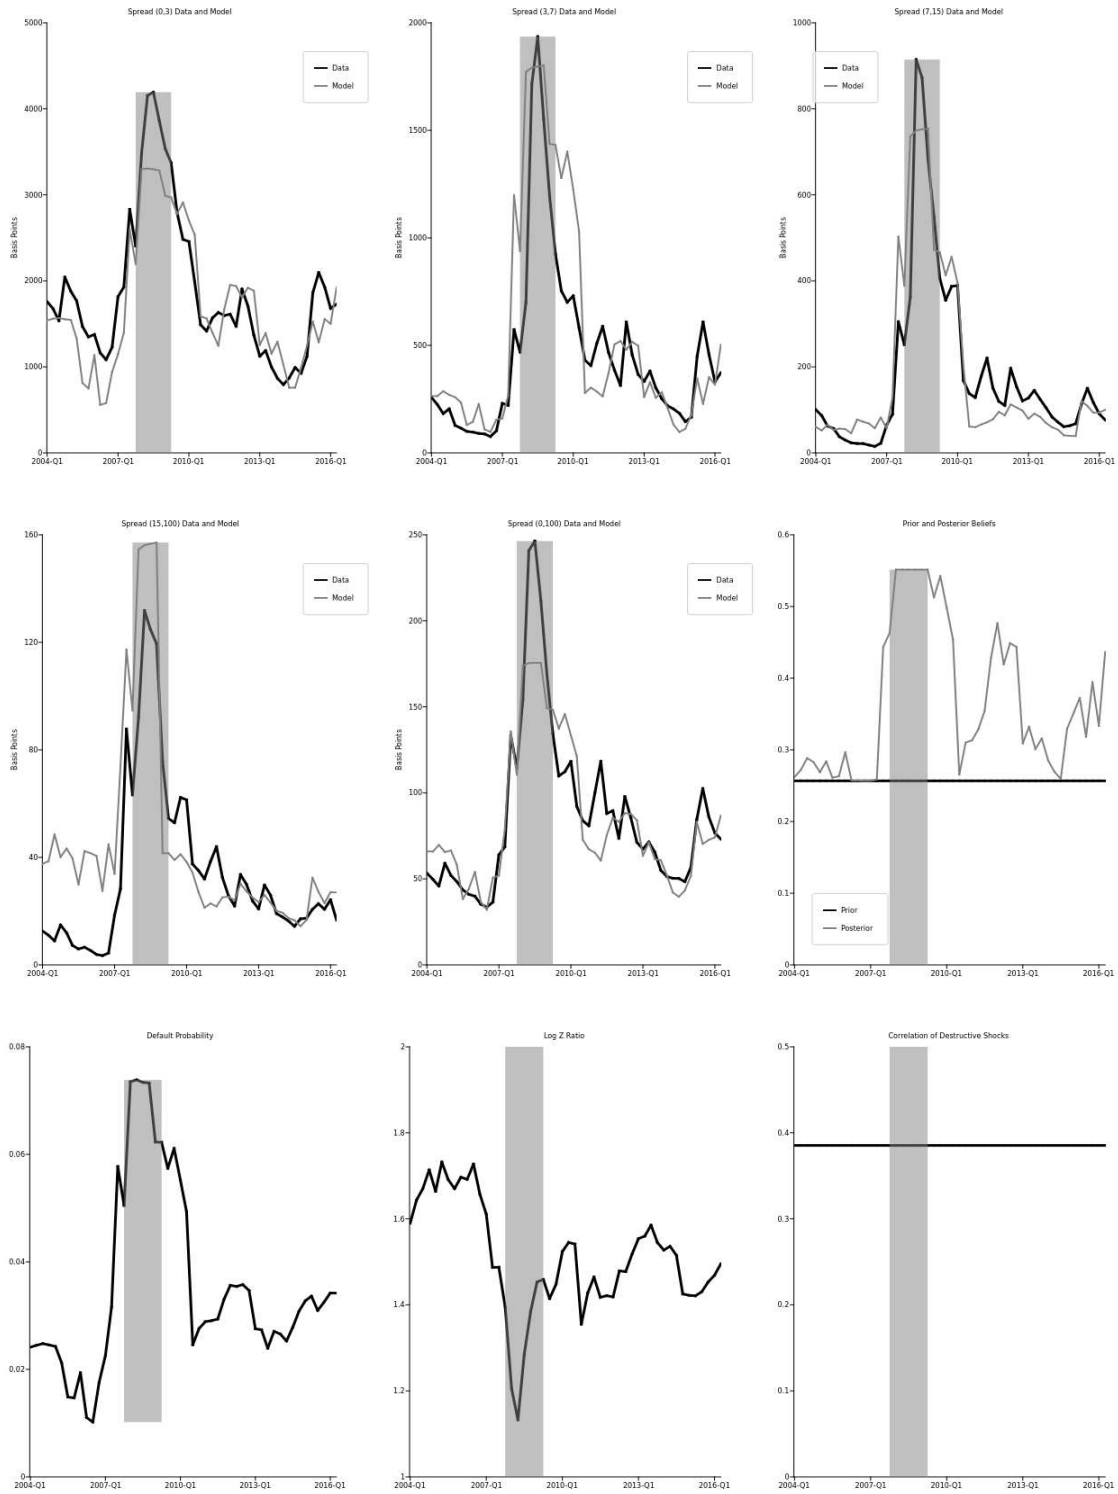 Spread (0,3) Data and Model
Basis Points
5000
4000
3000
2000
1000
0
2004-Q1 2007-Q1 2010-Q1 2013-Q1 2016-Q1
Data
Model
Spread (3,7) Data and Model
Basis Points
2000
1500
1000
500
0
2004-Q1 2007-Q1 2010-Q1 2013-Q1 2016-Q1
Data
Model
Spread (7,15) Data and Model
Basis Points
1000
800
600
400
200
0
2004-Q1 2007-Q1 2010-Q1 2013-Q1 2016-Q1
Data
Model
Spread (15,100) Data and Model
Basis Points
160
120
80
40
0
2004-Q1 2007-Q1 2010-Q1 2013-Q1 2016-Q1
Data
Model
Spread (0,100) Data and Model
Basis Points
250
200
150
100
50
0
2004-Q1 2007-Q1 2010-Q1 2013-Q1 2016-Q1
Data
Model
Prior and Posterior Beliefs
0.6
0.5
0.4
0.3
0.2
0.1
0
2004-Q1 2007-Q1 2010-Q1 2013-Q1 2016-Q1
Prior
Posterior
Default Probability
0.08
0.06
0.04
0.02
0
2004-Q1 2007-Q1 2010-Q1 2013-Q1 2016-Q1
Log Z Ratio
2
1.8
1.6
1.4
1.2
1
2004-Q1 2007-Q1 2010-Q1 2013-Q1 2016-Q1
Correlation of Destructive Shocks
0.5
0.4
0.3
0.2
0.1
0
2004-Q1 2007-Q1 2010-Q1 2013-Q1 2016-Q1